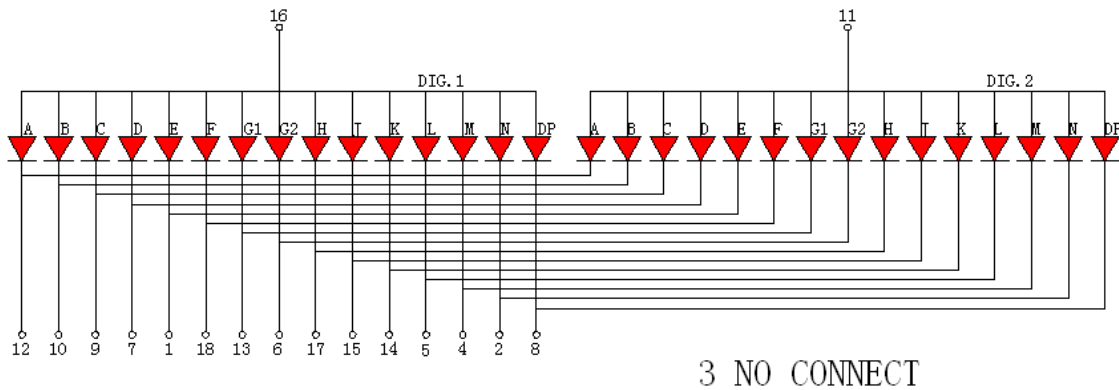 16 11
DIG.1 DIG.2
A B C D E F G1 G2 H J K L M N DP A B C D E F G1 G2 H J K L M N DP
12 10 9 7 1 18 13 6 17 15 14 5 4 2 8
3 NO CONNECT